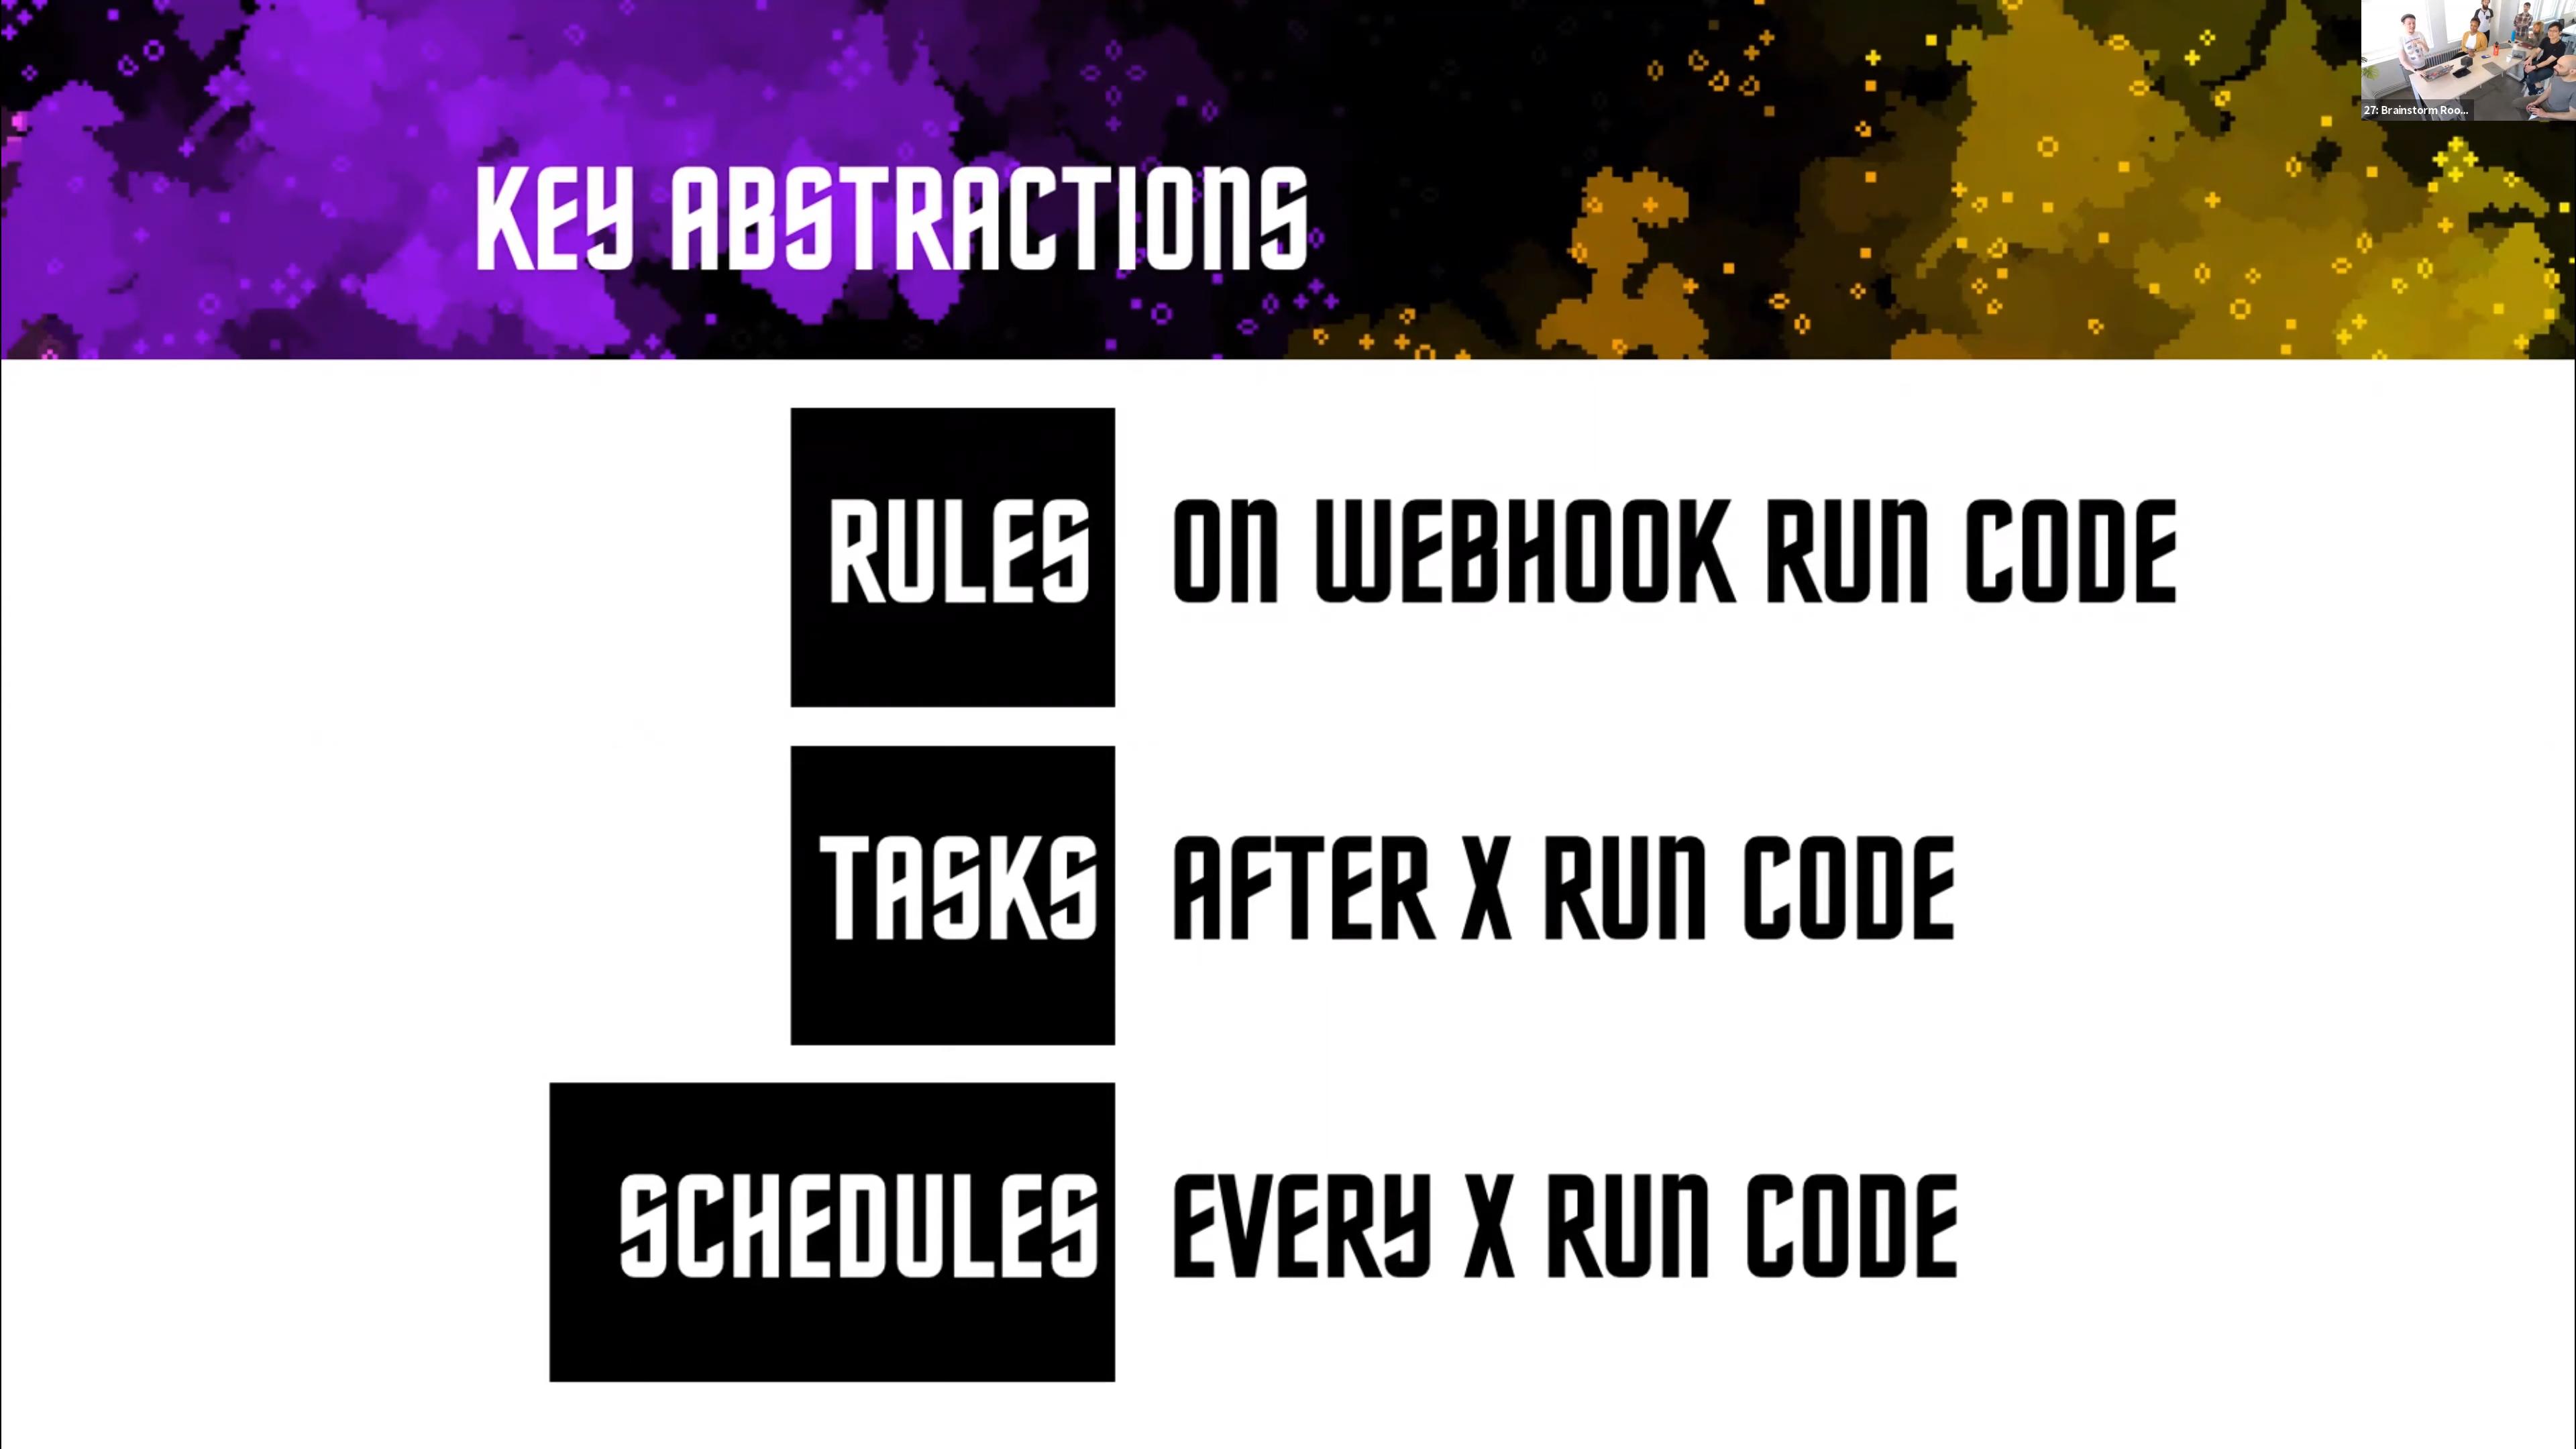 27: Brainstorm Roo...
KEY ABSTRACTIONS
RULES ON WEBHOOK RUN CODE
TASKS AFTER X RUN CODE
SCHEDULES EVERY X RUN CODE